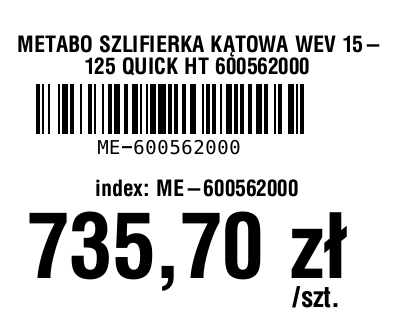 METABO SZLIFIERKA KĄTOWA WEV 15–
125 QUICK HT 600562000
ME–600562000
index: ME–600562000
735,70 zł
/szt.